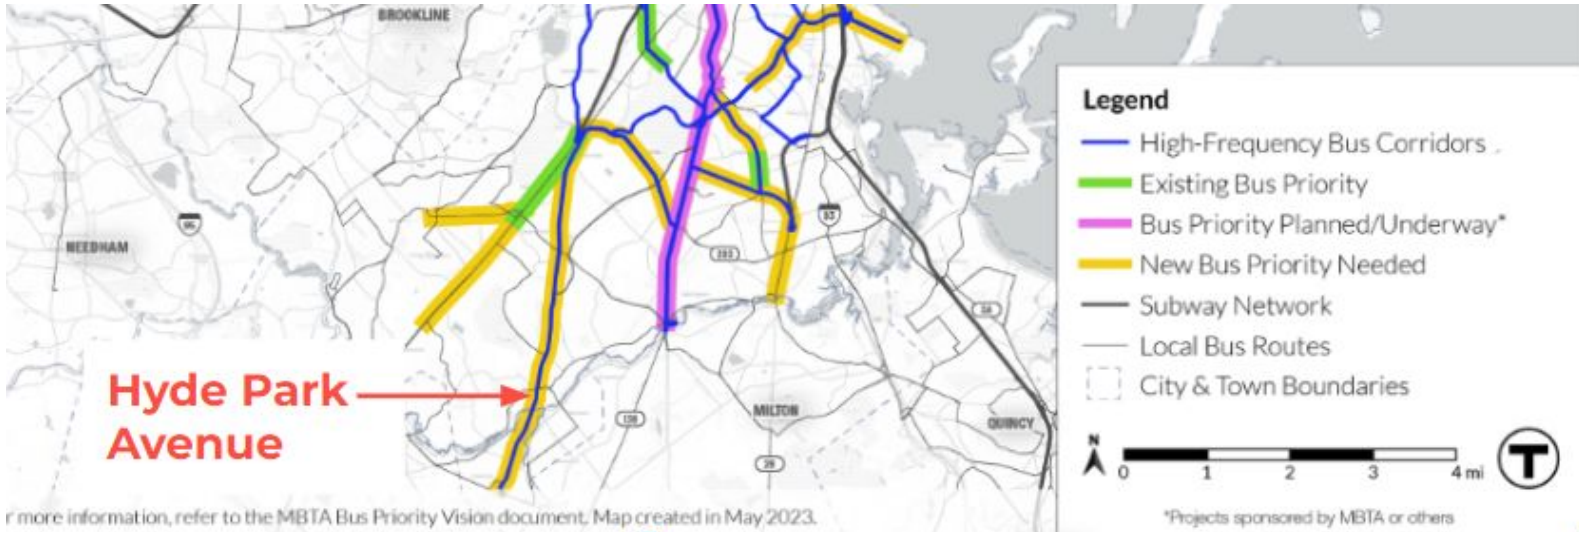 BROOKLINE
Legend
High-Frequency Bus Corridors
Existing Bus Priority
Bus Priority Planned/Underway*
New Bus Priority Needed
Subway Network
Local Bus Routes
City & Town Boundaries
N
0 1 2 3 4 mi
T
*Projects sponsored by MBTA or others
95
NEEDHAM
93
203
3A
Hyde Park
Avenue
138
MILTON
QUINCY
28
r more information, refer to the MBTA Bus Priority Vision document. Map created in May 2023.